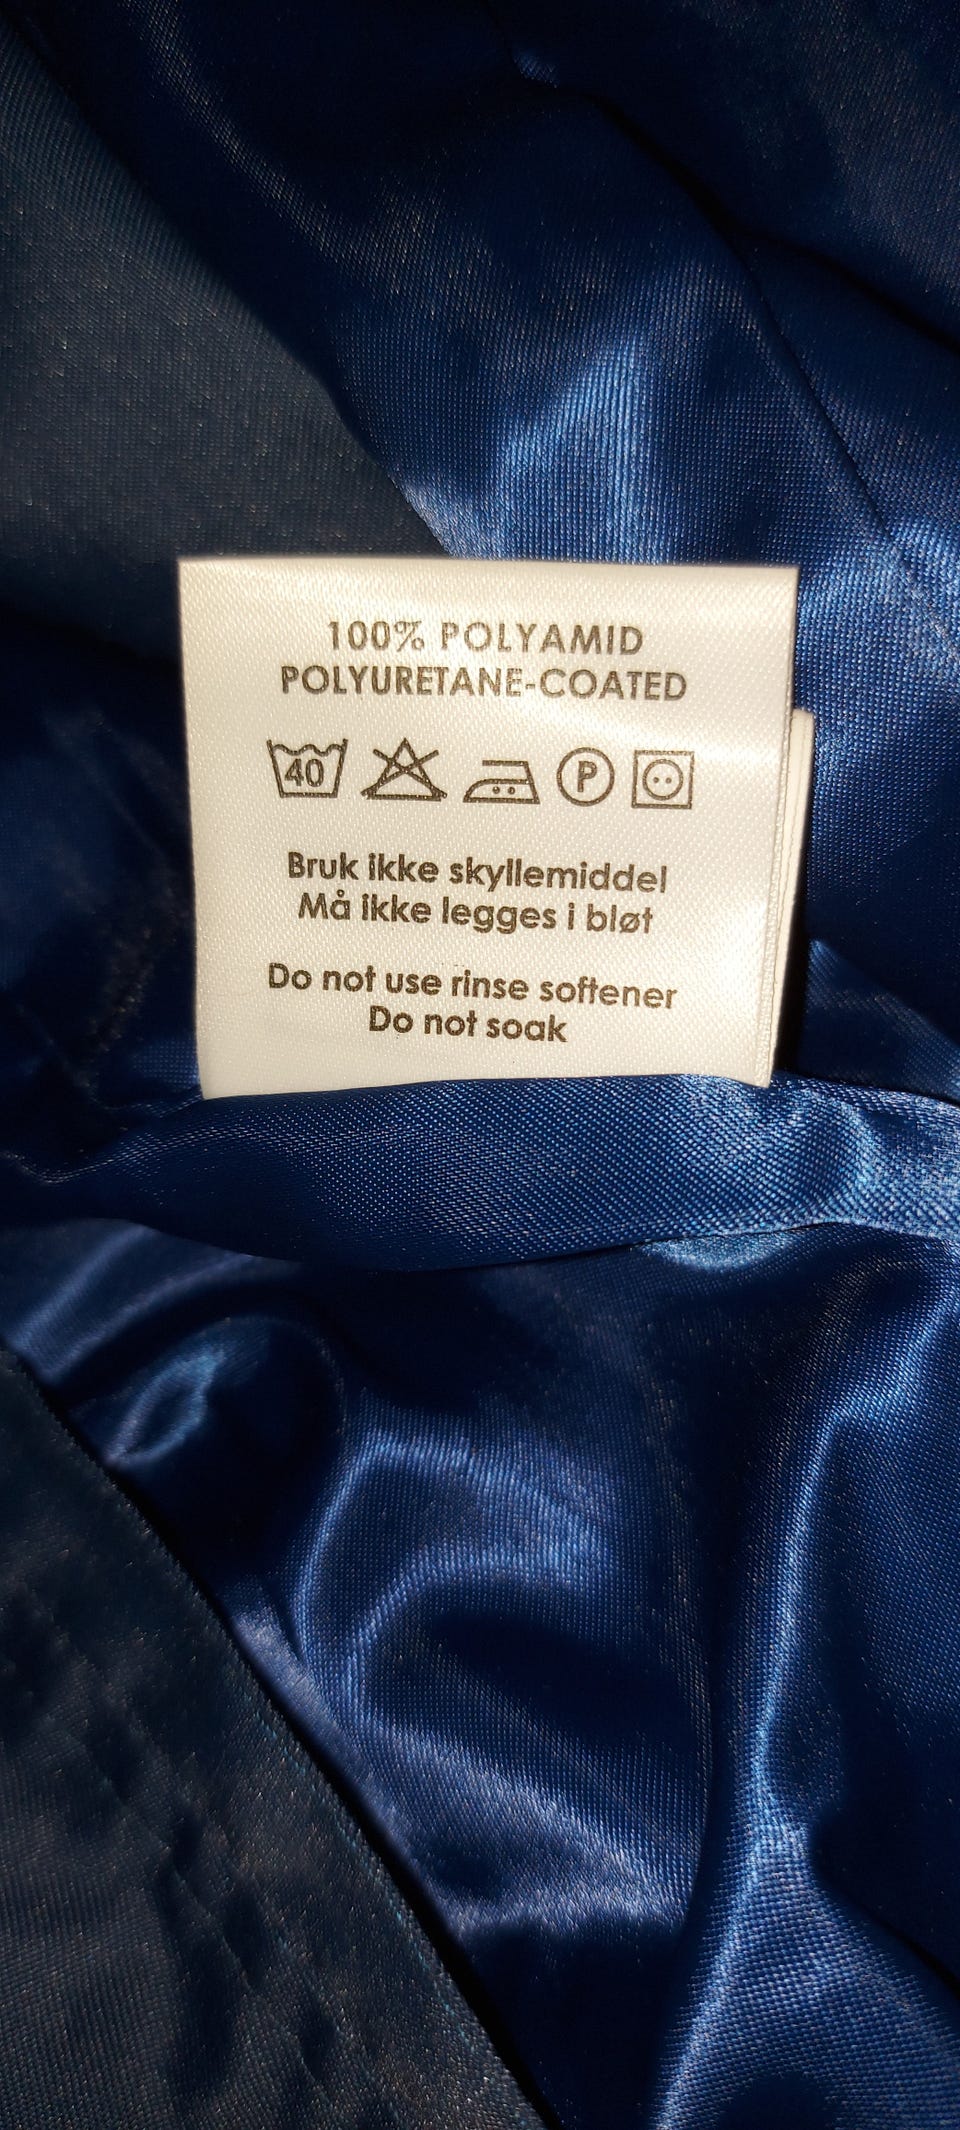 100% POLYAMID
POLYURETANE-COATED
40 P
Bruk ikke skyllemiddel
Må ikke legges i bløt
Do not use rinse softener
Do not soak